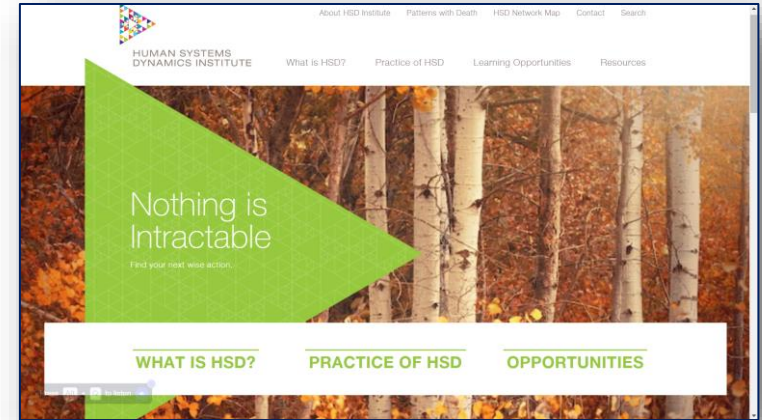 About HSD Institute Patterns with Death HSD Network Map Contact Search
HUMAN SYSTEMS
DYNAMICS INSTITUTE
What is HSD? Practice of HSD Learning Opportunities Resources
Nothing is
Intractable
Find your next wise action.
WHAT IS HSD? PRACTICE OF HSD OPPORTUNITIES
to listen